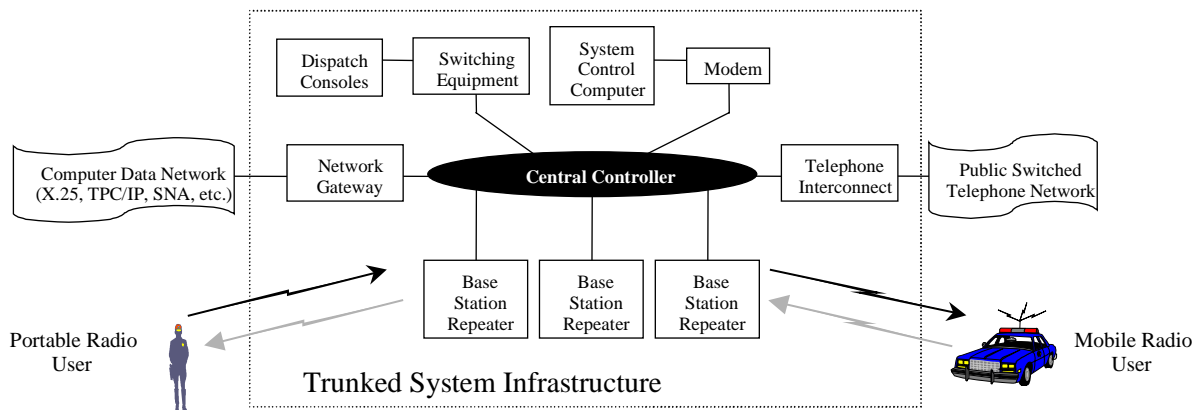 Dispatch
Consoles
Switching
Equipment
System
Control
Computer
Modem
Computer Data Network
(X.25, TPC/IP, SNA, etc.)
Network
Gateway
Central Controller
Telephone
Interconnect
Public Switched
Telephone Network
Base
Station
Repeater
Base
Station
Repeater
Base
Station
Repeater
Portable Radio
User
Mobile Radio
User
Trunked System Infrastructure